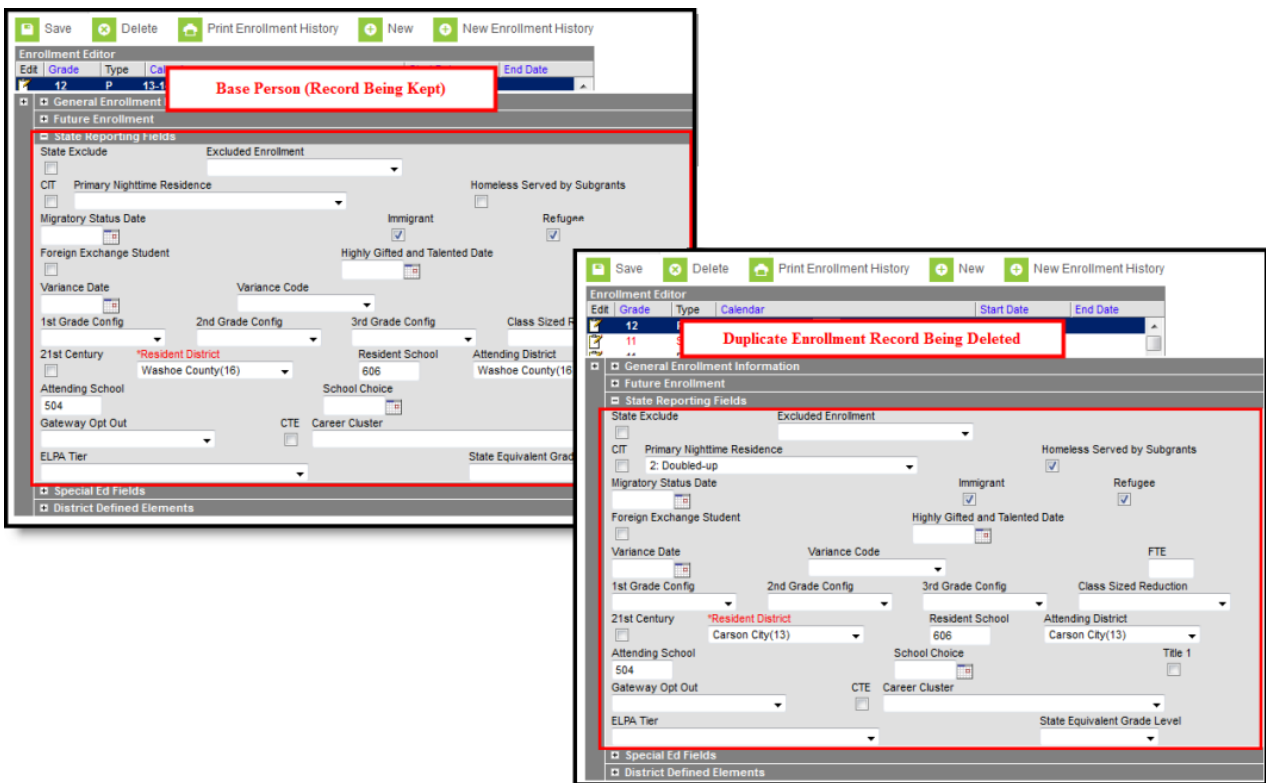 Save Delete Print Enrollment History New New Enrollment History
Enrollment Editor
Edit Grade Type End Date
12 P
Base Person (Record Being Kept)
General Enrollment
Future Enrollment
State Reporting Fields
State Exclude Excluded Enrollment
CIT Primary Nighttime Residence Homeless Served by Subgrants
Migratory Status Date Immigrant Refugee
Foreign Exchange Student Highly Gifted and Talented Date
Variance Date Variance Code
1st Grade Config 2nd Grade Config 3rd Grade Config Class Sized
21st Century *Resident District Resident School Attending District
Washoe County(16) 606 Washoe County(16
Attending School School Choice
504
Gateway Opt Out CTE Career Cluster
ELPA Tier State Equivalent
Special Ed Fields
District Defined Elements
Save Delete Print Enrollment History New New Enrollment History
Enrollment Editor
Edit Grade Type Calendar Start Date End Date
12
11
Duplicate Enrollment Record Being Deleted
General Enrollment Information
Future Enrollment
State Reporting Fields
State Exclude Excluded Enrollment
CIT Primary Nighttime Residence Homeless Served by Subgrants
2: Doubled-up
Migratory Status Date Immigrant Refugee
Foreign Exchange Student Highly Gifted and Talented Date
Variance Date Variance Code FTE
1st Grade Config 2nd Grade Config 3rd Grade Config Class Sized Reduction
21st Century *Resident District Resident School Attending District
Carson City(13) 606 Carson City(13)
Attending School School Choice Title 1
504
Gateway Opt Out CTE Career Cluster
ELPA Tier State Equivalent Grade Level
Special Ed Fields
District Defined Elements